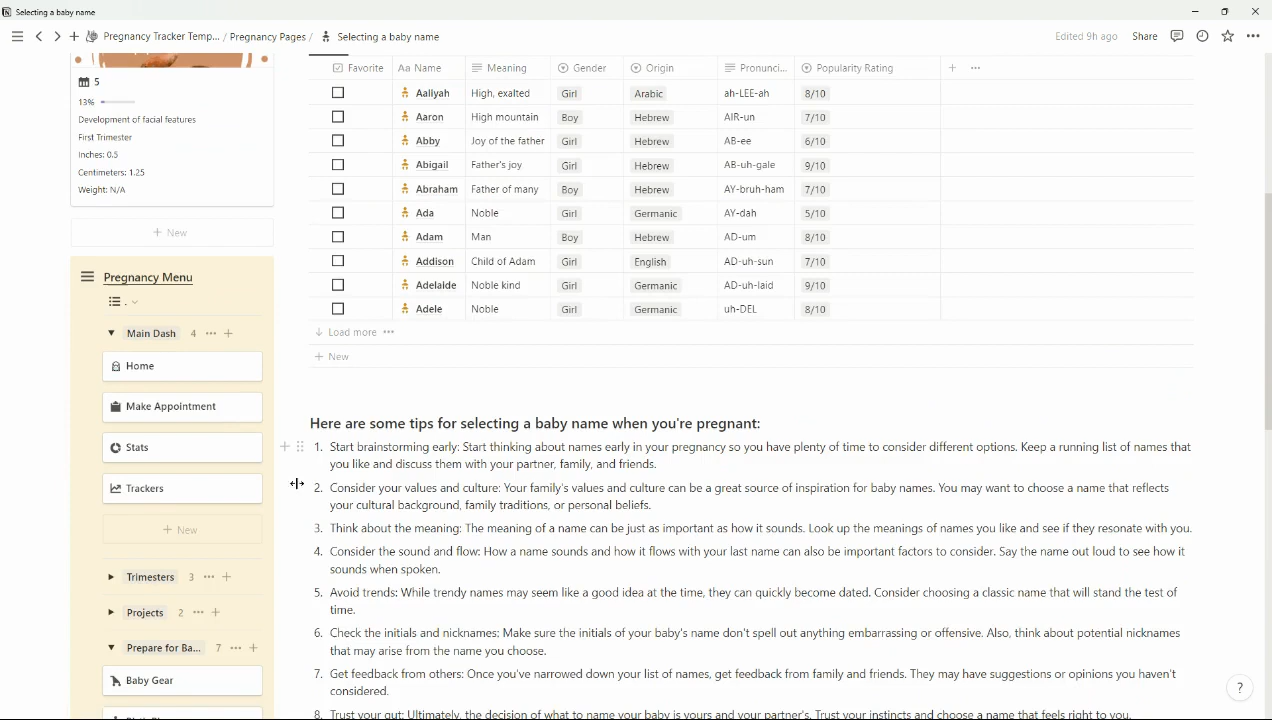 Selecting a baby name
Pregnancy Tracker Temp... / Pregnancy Pages / Selecting a baby name
Edited 9h ago Share
5
13%
Development of facial features
First Trimester
Inches: 0.5
Centimeters: 1.25
Weight: N/A
+ New
Pregnancy Menu
.
Main Dash 4
Home
Make Appointment
Stats
Trackers
+ New
Trimesters 3
Projects 2
Prepare for Ba... 7
Baby Gear
Favorite Aa Name Meaning Gender Origin Pronunci... Popularity Rating
Aaliyah High, exalted Girl Arabic ah-LEE-ah 8/10
Aaron High mountain Boy Hebrew AIR-un 7/10
Abby Joy of the father Girl Hebrew AB-ee 6/10
Abigail Father's joy Girl Hebrew AB-uh-gale 9/10
Abraham Father of many Boy Hebrew AY-bruh-ham 7/10
Ada Noble Girl Germanic AY-dah 5/10
Adam Man Boy Hebrew AD-um 8/10
Addison Child of Adam Girl English AD-uh-sun 7/10
Adelaide Noble kind Girl Germanic AD-uh-laid 9/10
Adele Noble Girl Germanic uh-DEL 8/10
Load more
+ New
Here are some tips for selecting a baby name when you're pregnant:
1. Start brainstorming early: Start thinking about names early in your pregnancy so you have plenty of time to consider different options. Keep a running list of names that
you like and discuss them with your partner, family, and friends.
2. Consider your values and culture: Your family's values and culture can be a great source of inspiration for baby names. You may want to choose a name that reflects
your cultural background, family traditions, or personal beliefs.
3. Think about the meaning: The meaning of a name can be just as important as how it sounds. Look up the meanings of names you like and see if they resonate with you.
4. Consider the sound and flow: How a name sounds and how it flows with your last name can also be important factors to consider. Say the name out loud to see how it
sounds when spoken.
5. Avoid trends: While trendy names may seem like a good idea at the time, they can quickly become dated. Consider choosing a classic name that will stand the test of
time.
6. Check the initials and nicknames: Make sure the initials of your baby's name don't spell out anything embarrassing or offensive. Also, think about potential nicknames
that may arise from the name you choose.
7. Get feedback from others: Once you've narrowed down your list of names, get feedback from family and friends. They may have suggestions or opinions you haven't
considered.
8. Trust your gut: Ultimately, the decision of what to name your baby is yours and your partner's. Trust your instincts and choose a name that feels right to you.
?